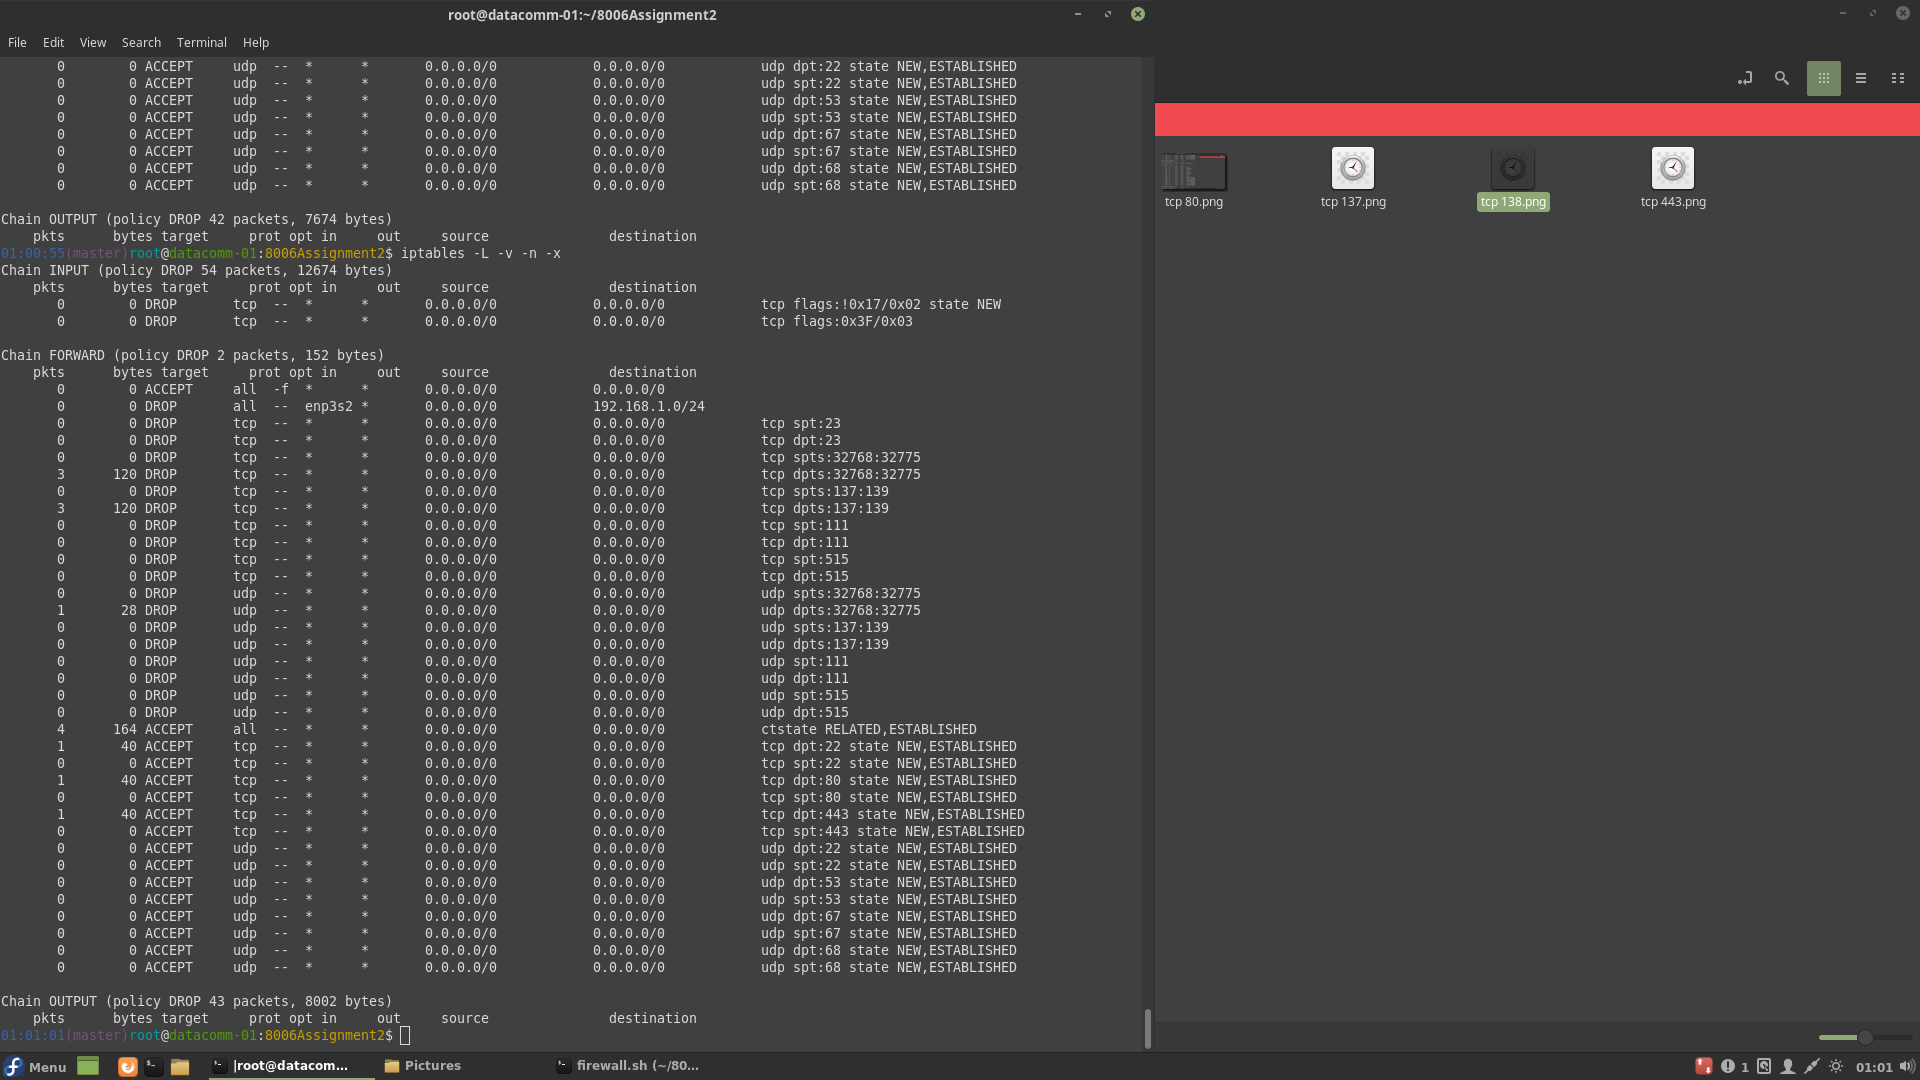 root@datacomm-01:~/8006Assignment2
File Edit View Search Terminal Help
0 0 ACCEPT udp -- * * 0.0.0.0/0 0.0.0.0/0 udp dpt:22 state NEW,ESTABLISHED
0 0 ACCEPT udp -- * * 0.0.0.0/0 0.0.0.0/0 udp spt:22 state NEW,ESTABLISHED
0 0 ACCEPT udp -- * * 0.0.0.0/0 0.0.0.0/0 udp dpt:53 state NEW,ESTABLISHED
0 0 ACCEPT udp -- * * 0.0.0.0/0 0.0.0.0/0 udp spt:53 state NEW,ESTABLISHED
0 0 ACCEPT udp -- * * 0.0.0.0/0 0.0.0.0/0 udp dpt:67 state NEW,ESTABLISHED
0 0 ACCEPT udp -- * * 0.0.0.0/0 0.0.0.0/0 udp spt:67 state NEW,ESTABLISHED
0 0 ACCEPT udp -- * * 0.0.0.0/0 0.0.0.0/0 udp dpt:68 state NEW,ESTABLISHED
0 0 ACCEPT udp -- * * 0.0.0.0/0 0.0.0.0/0 udp spt:68 state NEW,ESTABLISHED
Chain OUTPUT (policy DROP 42 packets, 7674 bytes)
pkts bytes target prot opt in out source destination
01:00:55(master)root@datacomm-01:8006Assignment2$ iptables -L -v -n -x
Chain INPUT (policy DROP 54 packets, 12674 bytes)
pkts bytes target prot opt in out source destination
0 0 DROP tcp -- * * 0.0.0.0/0 0.0.0.0/0 tcp flags:!0x17/0x02 state NEW
0 0 DROP tcp -- * * 0.0.0.0/0 0.0.0.0/0 tcp flags:0x3F/0x03
Chain FORWARD (policy DROP 2 packets, 152 bytes)
pkts bytes target prot opt in out source destination
0 0 ACCEPT all -f * * 0.0.0.0/0 0.0.0.0/0
0 0 DROP all -- enp3s2 * 0.0.0.0/0 192.168.1.0/24
0 0 DROP tcp -- * * 0.0.0.0/0 0.0.0.0/0 tcp spt:23
0 0 DROP tcp -- * * 0.0.0.0/0 0.0.0.0/0 tcp dpt:23
0 0 DROP tcp -- * * 0.0.0.0/0 0.0.0.0/0 tcp spts:32768:32775
3 120 DROP tcp -- * * 0.0.0.0/0 0.0.0.0/0 tcp dpts:32768:32775
0 0 DROP tcp -- * * 0.0.0.0/0 0.0.0.0/0 tcp spts:137:139
3 120 DROP tcp -- * * 0.0.0.0/0 0.0.0.0/0 tcp dpts:137:139
0 0 DROP tcp -- * * 0.0.0.0/0 0.0.0.0/0 tcp spt:111
0 0 DROP tcp -- * * 0.0.0.0/0 0.0.0.0/0 tcp dpt:111
0 0 DROP tcp -- * * 0.0.0.0/0 0.0.0.0/0 tcp spt:515
0 0 DROP tcp -- * * 0.0.0.0/0 0.0.0.0/0 tcp dpt:515
0 0 DROP udp -- * * 0.0.0.0/0 0.0.0.0/0 udp spts:32768:32775
1 28 DROP udp -- * * 0.0.0.0/0 0.0.0.0/0 udp dpts:32768:32775
0 0 DROP udp -- * * 0.0.0.0/0 0.0.0.0/0 udp spts:137:139
0 0 DROP udp -- * * 0.0.0.0/0 0.0.0.0/0 udp dpts:137:139
0 0 DROP udp -- * * 0.0.0.0/0 0.0.0.0/0 udp spt:111
0 0 DROP udp -- * * 0.0.0.0/0 0.0.0.0/0 udp dpt:111
0 0 DROP udp -- * * 0.0.0.0/0 0.0.0.0/0 udp spt:515
0 0 DROP udp -- * * 0.0.0.0/0 0.0.0.0/0 udp dpt:515
4 164 ACCEPT all -- * * 0.0.0.0/0 0.0.0.0/0 ctstate RELATED,ESTABLISHED
1 40 ACCEPT tcp -- * * 0.0.0.0/0 0.0.0.0/0 tcp dpt:22 state NEW,ESTABLISHED
0 0 ACCEPT tcp -- * * 0.0.0.0/0 0.0.0.0/0 tcp spt:22 state NEW,ESTABLISHED
1 40 ACCEPT tcp -- * * 0.0.0.0/0 0.0.0.0/0 tcp dpt:80 state NEW,ESTABLISHED
0 0 ACCEPT tcp -- * * 0.0.0.0/0 0.0.0.0/0 tcp spt:80 state NEW,ESTABLISHED
1 40 ACCEPT tcp -- * * 0.0.0.0/0 0.0.0.0/0 tcp dpt:443 state NEW,ESTABLISHED
0 0 ACCEPT tcp -- * * 0.0.0.0/0 0.0.0.0/0 tcp spt:443 state NEW,ESTABLISHED
0 0 ACCEPT udp -- * * 0.0.0.0/0 0.0.0.0/0 udp dpt:22 state NEW,ESTABLISHED
0 0 ACCEPT udp -- * * 0.0.0.0/0 0.0.0.0/0 udp spt:22 state NEW,ESTABLISHED
0 0 ACCEPT udp -- * * 0.0.0.0/0 0.0.0.0/0 udp dpt:53 state NEW,ESTABLISHED
0 0 ACCEPT udp -- * * 0.0.0.0/0 0.0.0.0/0 udp spt:53 state NEW,ESTABLISHED
0 0 ACCEPT udp -- * * 0.0.0.0/0 0.0.0.0/0 udp dpt:67 state NEW,ESTABLISHED
0 0 ACCEPT udp -- * * 0.0.0.0/0 0.0.0.0/0 udp spt:67 state NEW,ESTABLISHED
0 0 ACCEPT udp -- * * 0.0.0.0/0 0.0.0.0/0 udp dpt:68 state NEW,ESTABLISHED
0 0 ACCEPT udp -- * * 0.0.0.0/0 0.0.0.0/0 udp spt:68 state NEW,ESTABLISHED
Chain OUTPUT (policy DROP 43 packets, 8002 bytes)
pkts bytes target prot opt in out source destination
01:01:01(master)root@datacomm-01:8006Assignment2$
tcp 80.png tcp 137.png tcp 138.png tcp 443.png
Menu |root@datacom... Pictures firewall.sh (~/80... 1 01:01